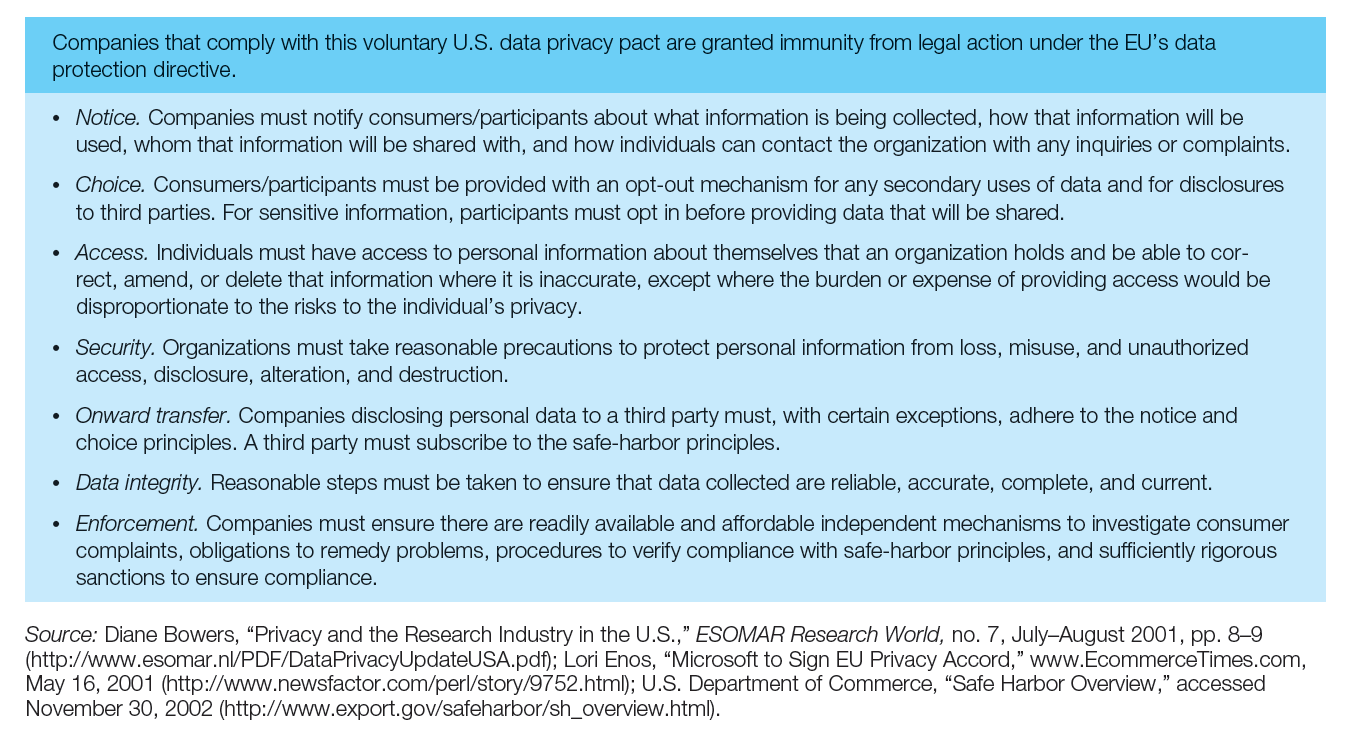 Companies that comply with this voluntary U.S. data privacy pact are granted immunity from legal action under the EU’s data
protection directive.
• Notice. Companies must notify consumers/participants about what information is being collected, how that information will be
used, whom that information will be shared with, and how individuals can contact the organization with any inquiries or complaints.
• Choice. Consumers/participants must be provided with an opt-out mechanism for any secondary uses of data and for disclosures
to third parties. For sensitive information, participants must opt in before providing data that will be shared.
• Access. Individuals must have access to personal information about themselves that an organization holds and be able to cor-
rect, amend, or delete that information where it is inaccurate, except where the burden or expense of providing access would be
disproportionate to the risks to the individual’s privacy.
• Security. Organizations must take reasonable precautions to protect personal information from loss, misuse, and unauthorized
access, disclosure, alteration, and destruction.
• Onward transfer. Companies disclosing personal data to a third party must, with certain exceptions, adhere to the notice and
choice principles. A third party must subscribe to the safe-harbor principles.
• Data integrity. Reasonable steps must be taken to ensure that data collected are reliable, accurate, complete, and current.
• Enforcement. Companies must ensure there are readily available and affordable independent mechanisms to investigate consumer
complaints, obligations to remedy problems, procedures to verify compliance with safe-harbor principles, and sufficiently rigorous
sanctions to ensure compliance.
Source: Diane Bowers, “Privacy and the Research Industry in the U.S.,” ESOMAR Research World, no. 7, July–August 2001, pp. 8–9
(http://www.esomar.nl/PDF/DataPrivacyUpdateUSA.pdf); Lori Enos, “Microsoft to Sign EU Privacy Accord,” www.EcommerceTimes.com,
May 16, 2001 (http://www.newsfactor.com/perl/story/9752.html); U.S. Department of Commerce, “Safe Harbor Overview,” accessed
November 30, 2002 (http://www.export.gov/safeharbor/sh_overview.html).